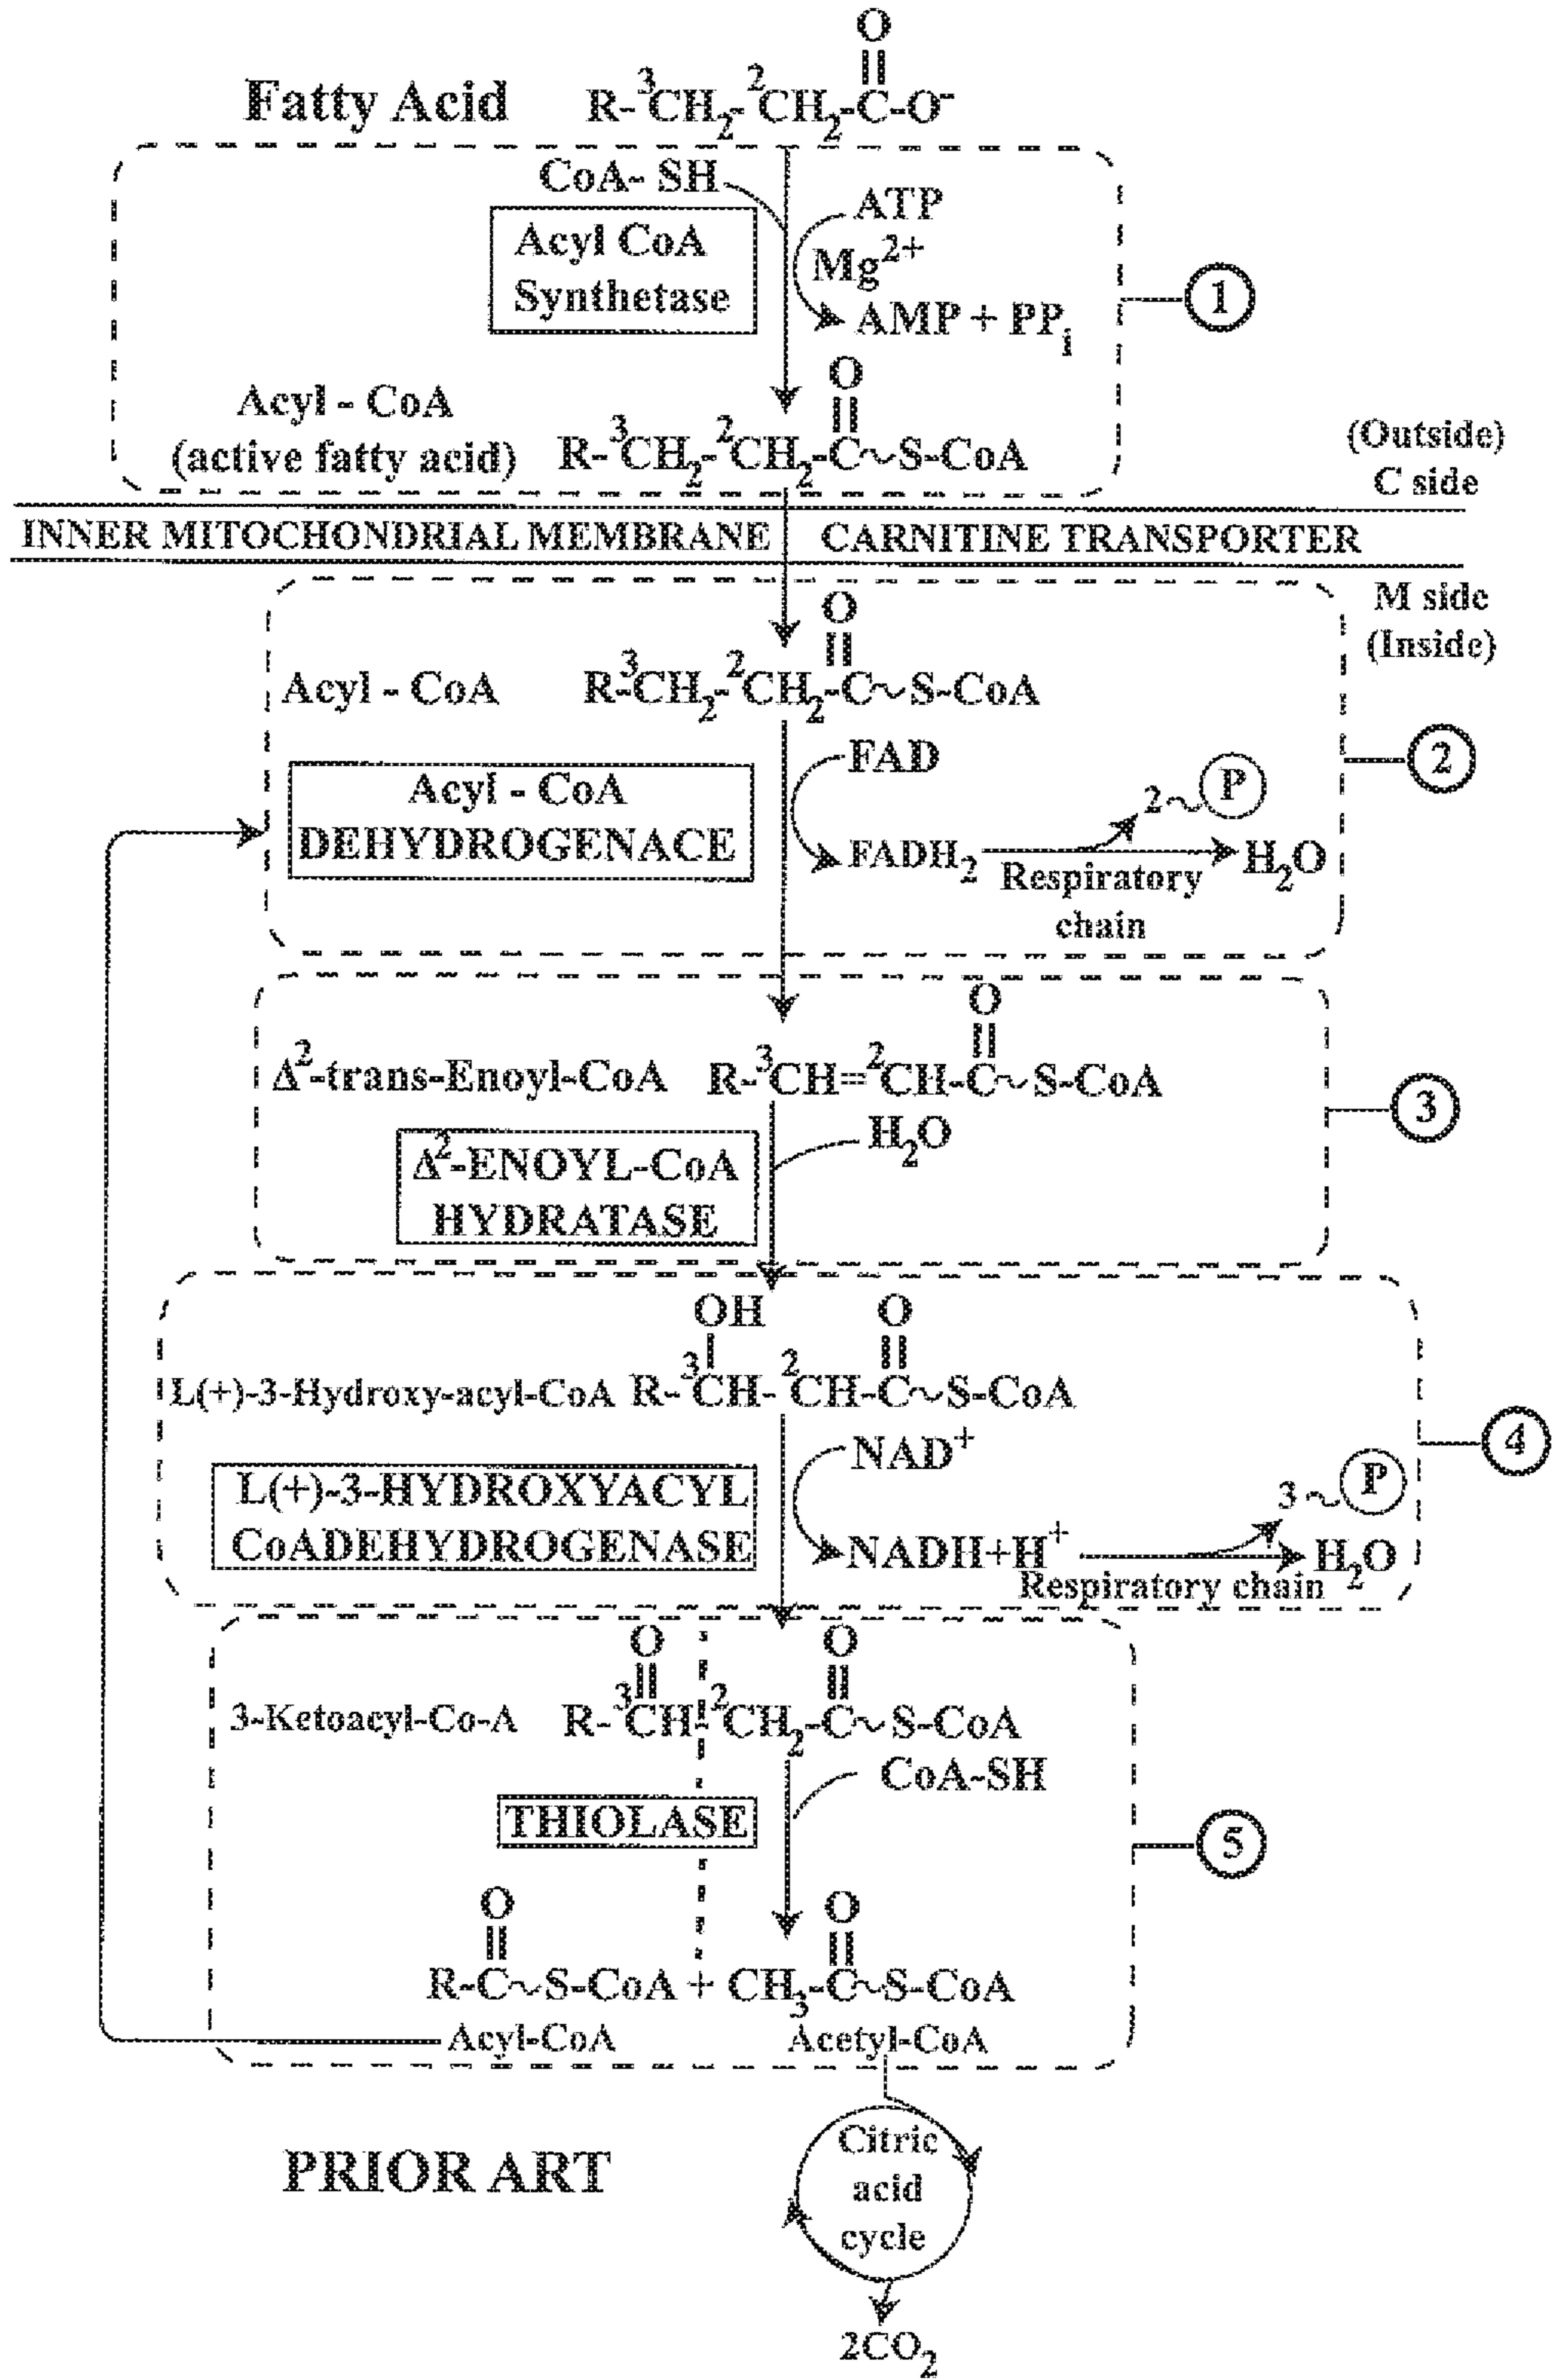 O
Fatty Acid R-³CH₂-²CH₂-C-O⁻
CoA- SH
ATP
Acyl CoA
Synthetase
Mg²⁺
AMP + PPᵢ
O
Acyl - CoA
(active fatty acid) R-³CH₂-²CH₂-C~S-CoA
(Outside)
C side
INNER MITOCHONDRIAL MEMBRANE CARNITINE TRANSPORTER
M side
(Inside)
1
O
Acyl - CoA R-³CH₂-²CH₂-C~S-CoA
FAD
Acyl - CoA
DEHYDROGENACE
2~P
FADH₂
Respiratory
chain
H₂O
2
O
Δ²-trans-Enoyl-CoA R-³CH=²CH-C~S-CoA
H₂O
Δ²-ENOYL-CoA
HYDRATASE
3
OH O
L(+)-3-Hydroxy-acyl-CoA R-³CH-²CH-C~S-CoA
NAD⁺
L(+)-3-HYDROXYACYL
CoADEHYDROGENASE
3~P
NADH+H⁺
H₂O
Respiratory chain
4
O O
3-Ketoacyl-Co-A R-³CH-²CH₂-C~S-CoA
CoA-SH
THIOLASE
5
O O
R-C~S-CoA + CH₃-C~S-CoA
Acyl-CoA Acetyl-CoA
Citric
acid
cycle
PRIOR ART
2CO₂